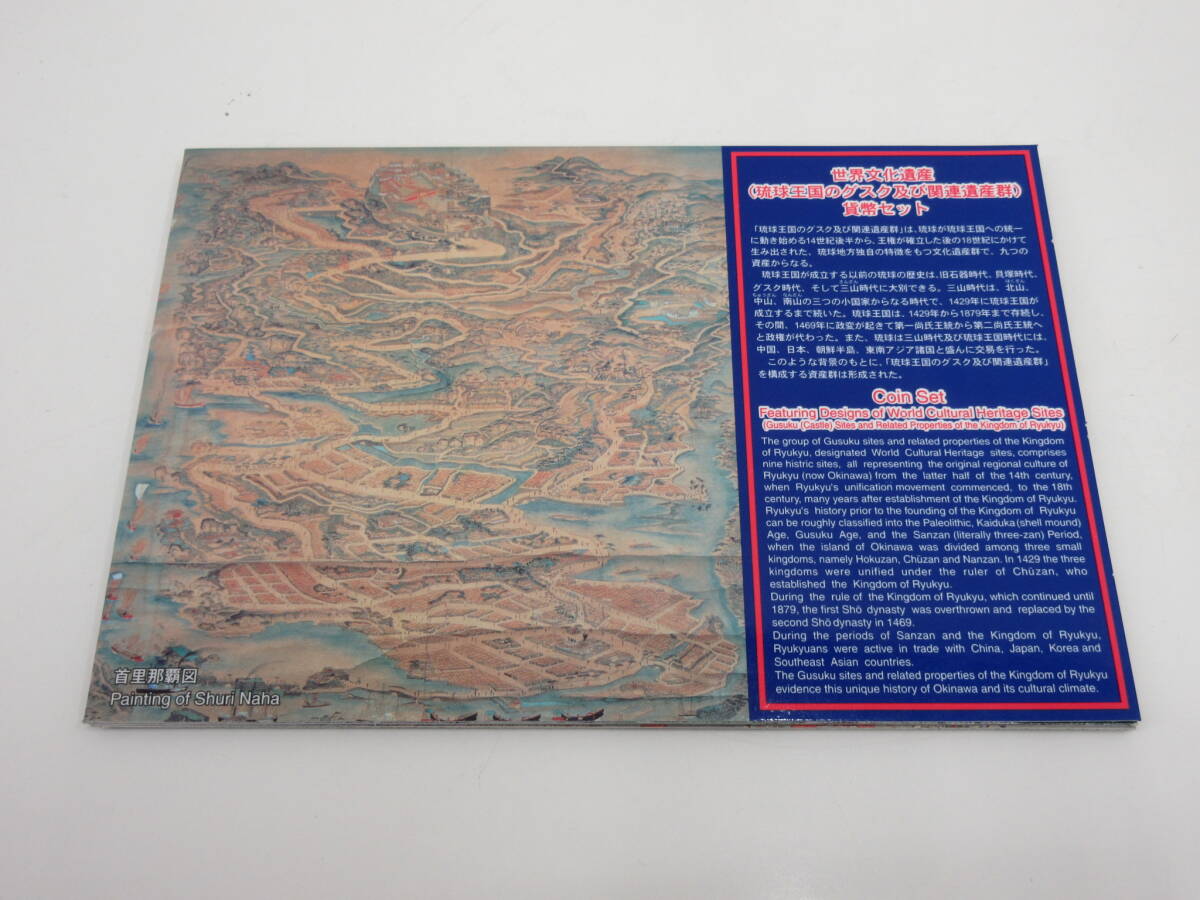 世界文化遺産
(琉球王国のグスク及び関連遺産群)
貨幣セット
「琉球王国のグスク及び関連遺産群」は、琉球が琉球王国への統一
に動き始める14世紀後半から、王権が確立した後の18世紀にかけて
生み出された、琉球地方独自の特徴をもつ文化遺産群で、九つの
資産からなる。
琉球王国が成立する以前の琉球の歴史は、旧石器時代、貝塚時代、
グスク時代、そして三山時代に大別できる。三山時代は、北山、
中山、南山の三つの小国家からなる時代で、1429年に琉球王国が
成立するまで続いた。琉球王国は、1429年から1879年まで存続し、
その間、1469年に政変が起きて第一尚氏王統から第二尚氏王統へ
と政権が代わった。また、琉球は三山時代及び琉球王国時代には、
中国、日本、朝鮮半島、東南アジア諸国と盛んに交易を行った。
このような背景のもとに、「琉球王国のグスク及び関連遺産群」
を構成する資産群は形成された。
Coin Set
Featuring Designs of World Cultural Heritage Sites
(Gusuku (Castle) Sites and Related Properties of the Kingdom of Ryukyu)
The group of Gusuku sites and related properties of the Kingdom
of Ryukyu, designated World Cultural Heritage sites, comprises
nine histric sites, all representing the original regional culture of
Ryukyu (now Okinawa) from the latter half of the 14th century,
when Ryukyu's unification movement commenced, to the 18th
century, many years after establishment of the Kingdom of Ryukyu.
Ryukyu's history prior to the founding of the Kingdom of Ryukyu
can be roughly classified into the Paleolithic, Kaiduka (shell mound)
Age, Gusuku Age, and the Sanzan (literally three-zan) Period,
when the island of Okinawa was divided among three small
kingdoms, namely Hokuzan, Chūzan and Nanzan. In 1429 the three
kingdoms were unified under the ruler of Chūzan, who
established the Kingdom of Ryukyu.
During the rule of the Kingdom of Ryukyu, which continued until
1879, the first Shō dynasty was overthrown and replaced by the
second Shō dynasty in 1469.
During the periods of Sanzan and the Kingdom of Ryukyu,
Ryukyuans were active in trade with China, Japan, Korea and
Southeast Asian countries.
The Gusuku sites and related properties of the Kingdom of Ryukyu
evidence this unique history of Okinawa and its cultural climate.
首里那覇図
Painting of Shuri Naha